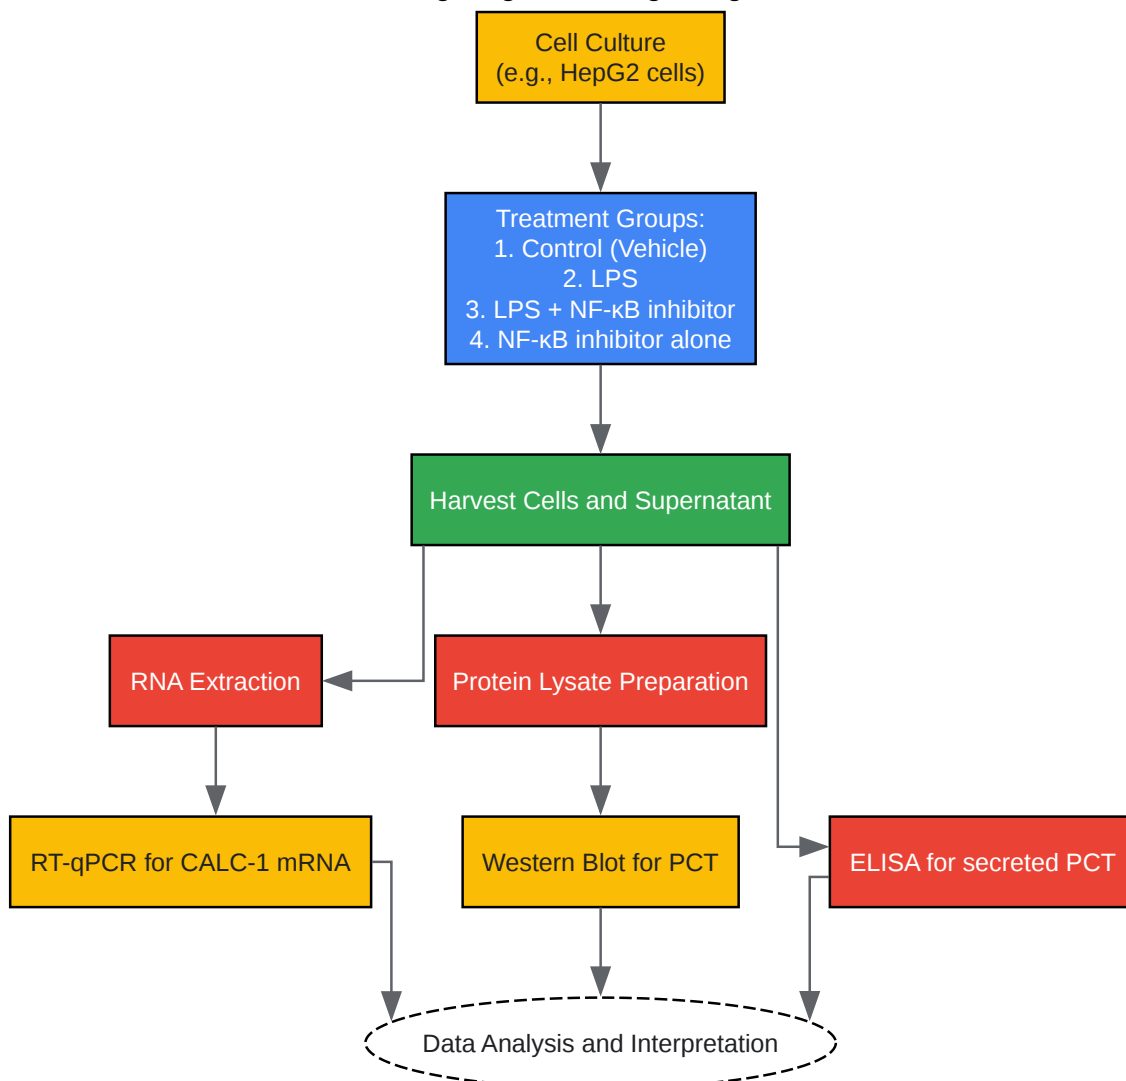 Cell Culture
(e.g., HepG2 cells)
Treatment Groups:
1. Control (Vehicle)
2. LPS
3. LPS + NF-κB inhibitor
4. NF-κB inhibitor alone
Harvest Cells and Supernatant
RNA Extraction
Protein Lysate Preparation
RT-qPCR for CALC-1 mRNA
Western Blot for PCT
ELISA for secreted PCT
Data Analysis and Interpretation